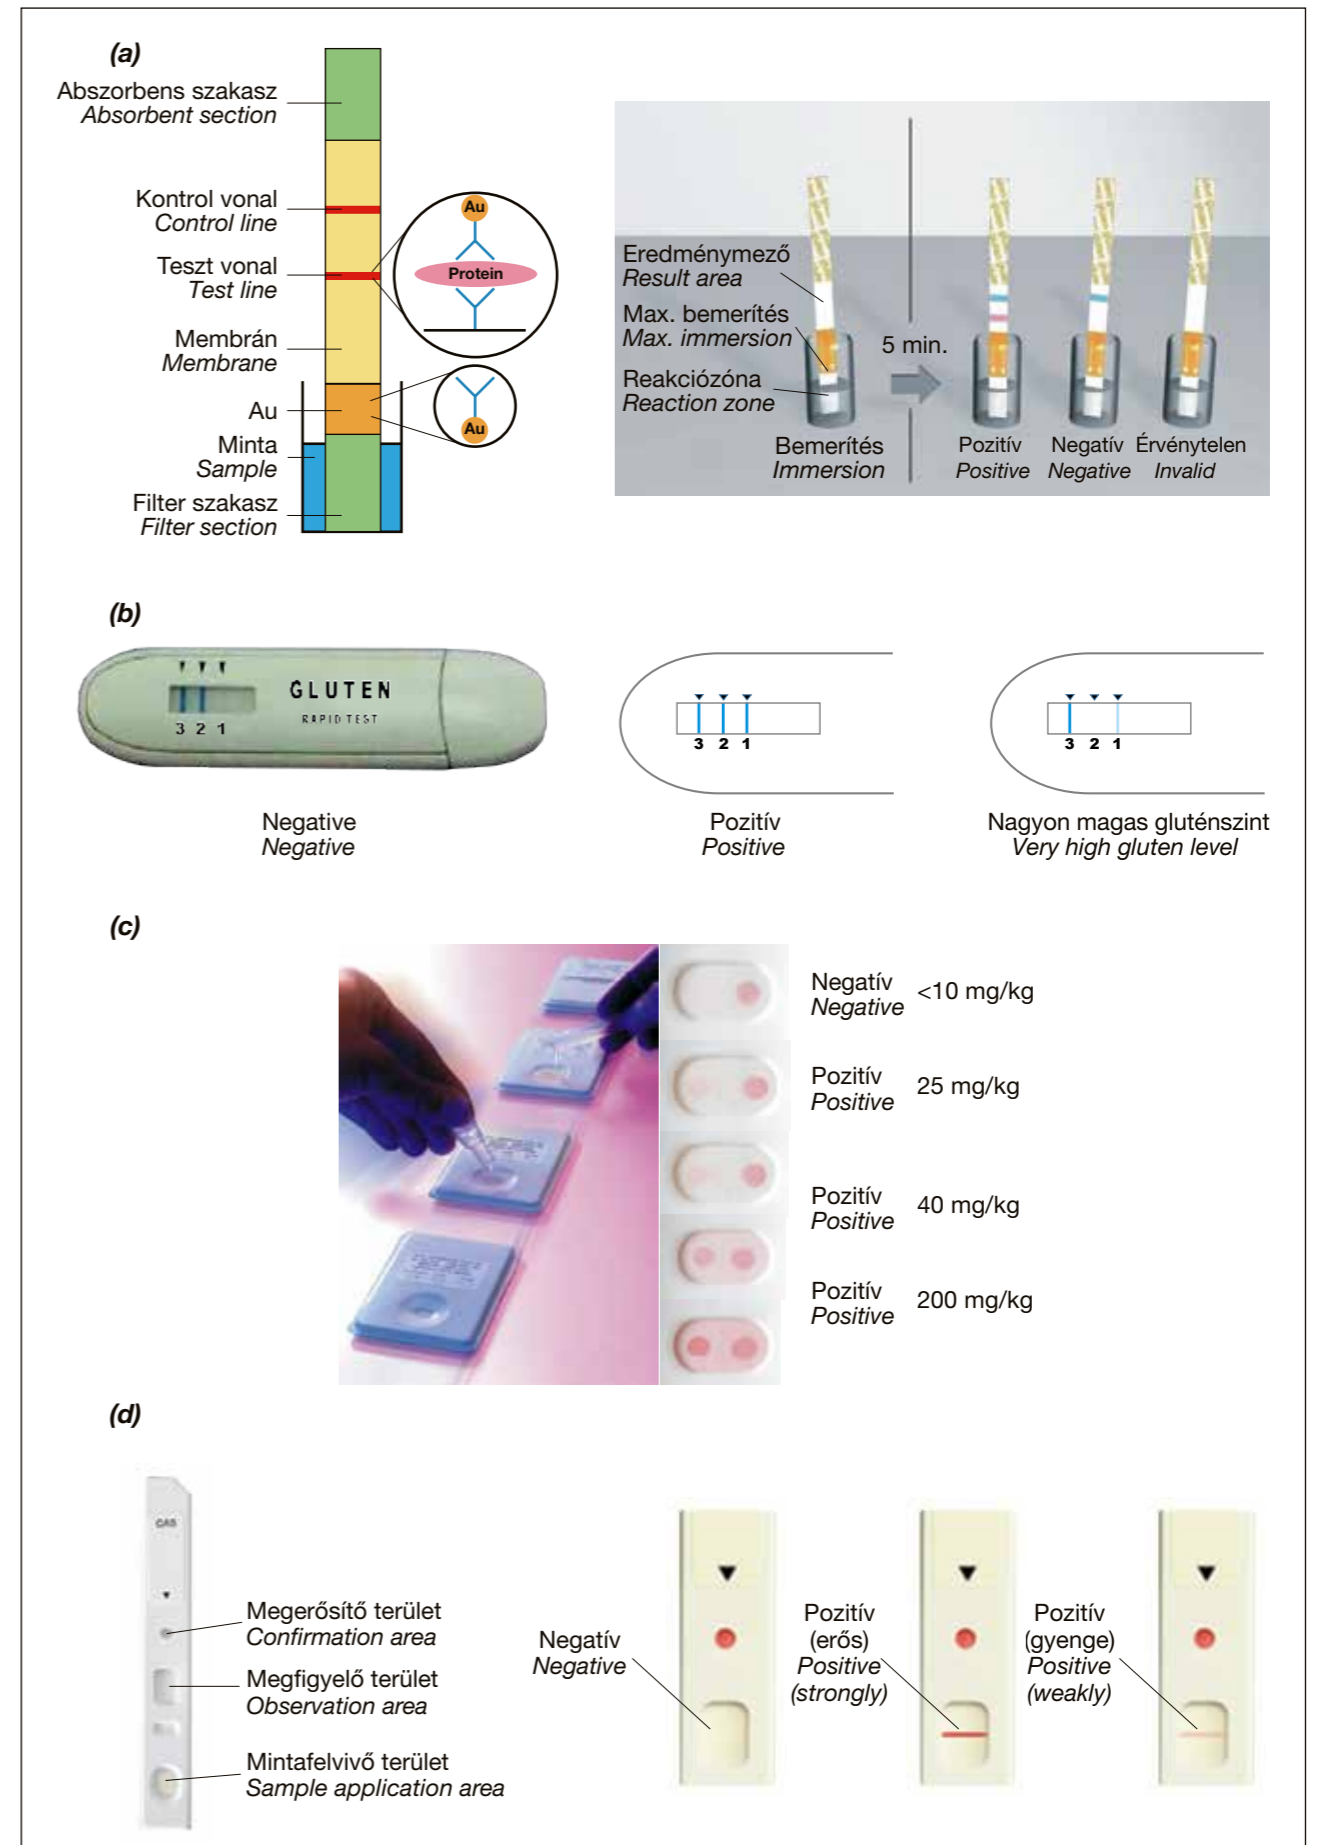 (a)
Abszorbens szakasz
Absorbent section
Kontrol vonal
Control line
Teszt vonal
Test line
Membrán
Membrane
Au
Minta
Sample
Filter szakasz
Filter section
Au
Protein
Au
Eredménymező
Result area
Max. bemerítés
Max. immersion
Reakciózóna
Reaction zone
5 min.
Bemerítés
Immersion
Pozitív
Positive
Negatív
Negative
Érvénytelen
Invalid
(b)
GLUTEN
RAPID TEST
3 2 1
Negative
Negative
3 2 1
Pozitív
Positive
3 2 1
Nagyon magas gluténszint
Very high gluten level
(c)
Negatív
Negative
<10 mg/kg
Pozitív
Positive
25 mg/kg
Pozitív
Positive
40 mg/kg
Pozitív
Positive
200 mg/kg
(d)
Megerősítő terület
Confirmation area
Megfigyelő terület
Observation area
Mintafelvivő terület
Sample application area
Negatív
Negative
Pozitív
(erős)
Positive
(strongly)
Pozitív
(gyenge)
Positive
(weakly)